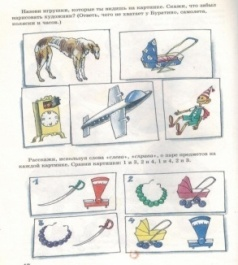 Назови игрушки, которые ты видишь на картинке. Скажи, что забыл
нарисовать художник? (Ответь, чего не хватает у Буратино, самолета,
коляски и часов.)
Расскажи, используя слова «слева», «справа», о паре предметов на
каждой картинке. Сравни картинки: 1 и 3, 2 и 4, 1 и 4, 2 и 3.
1
2
3
4